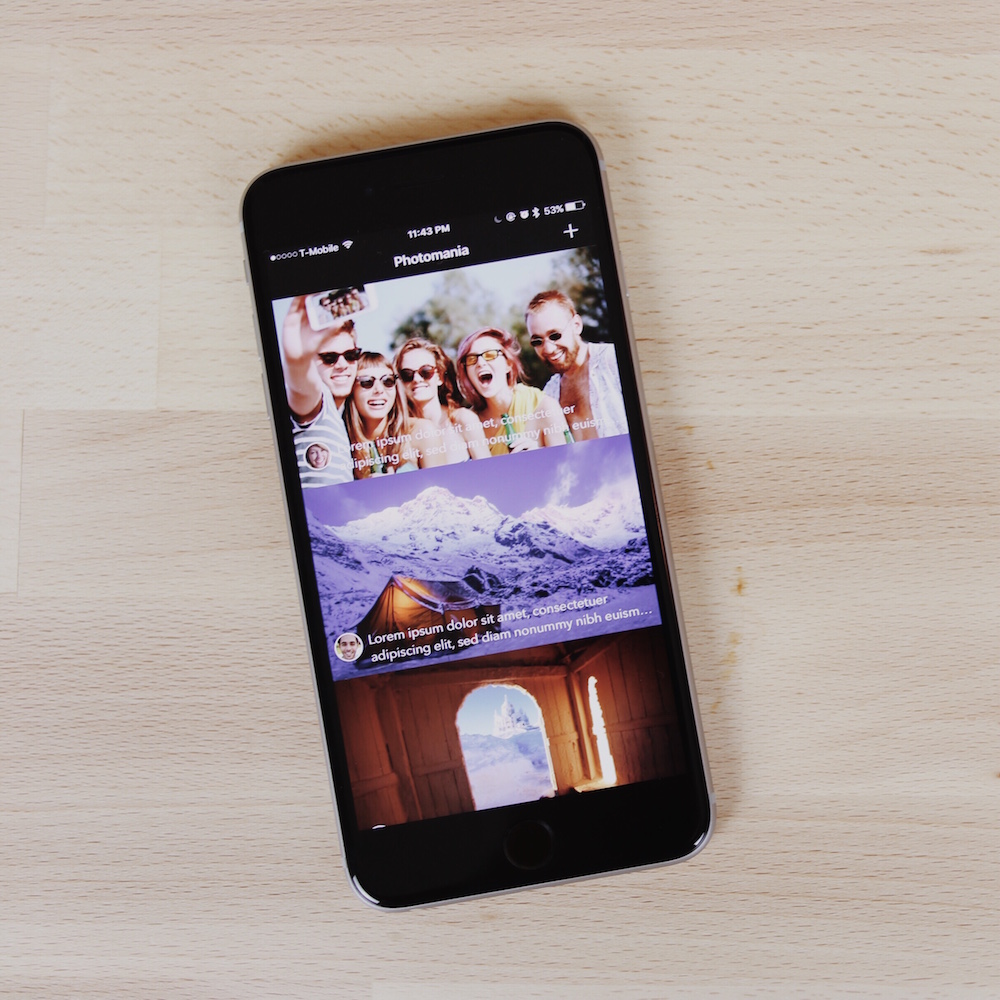 T-Mobile 11:43 PM 53%
Photomania +
Lorem ipsum dolor sit amet, consectetuer
adipiscing elit, sed diam nonummy nibh euism...
Lorem ipsum dolor sit amet, consectetuer
adipiscing elit, sed diam nonummy nibh euism...